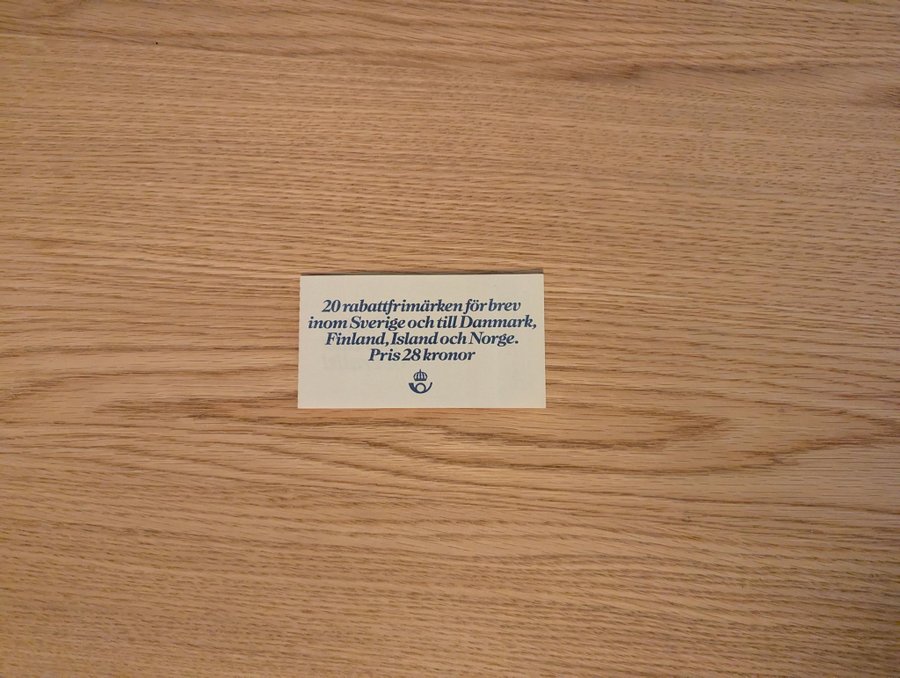 20 rabattfrimärken för brev
inom Sverige och till Danmark,
Finland, Island och Norge.
Pris 28 kronor